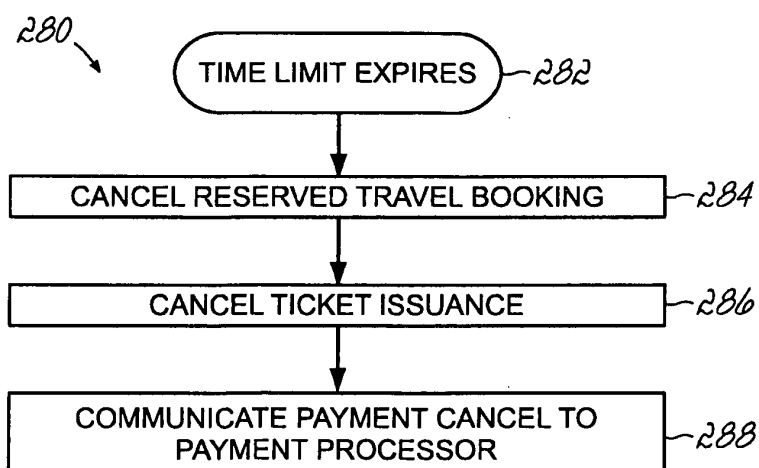 280
TIME LIMIT EXPIRES 282
CANCEL RESERVED TRAVEL BOOKING 284
CANCEL TICKET ISSUANCE 286
COMMUNICATE PAYMENT CANCEL TO
PAYMENT PROCESSOR 288